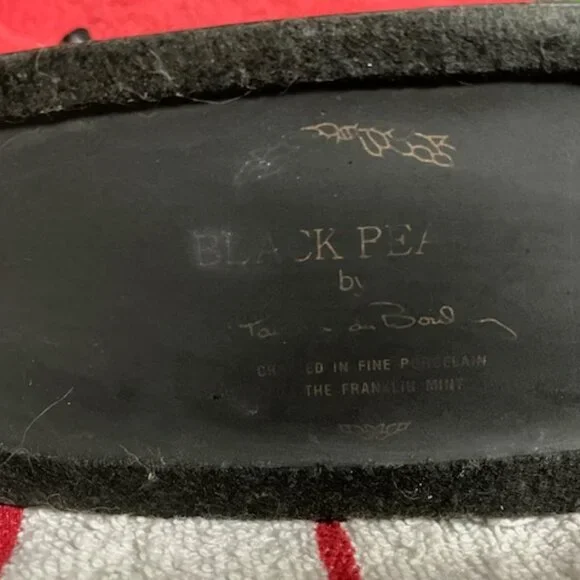 BLACK PEA
by
CRAFTED IN FINE PORCELAIN
THE FRANKLIN MINT